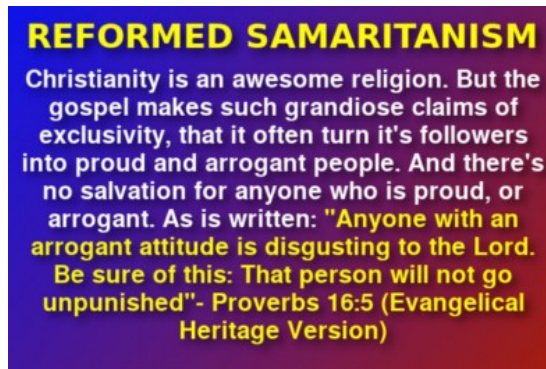 REFORMED SAMARITANISM
Christianity is an awesome religion. But the
gospel makes such grandiose claims of
exclusivity, that it often turn it's followers
into proud and arrogant people. And there's
no salvation for anyone who is proud, or
arrogant. As is written: "Anyone with an
arrogant attitude is disgusting to the Lord.
Be sure of this: That person will not go
unpunished"- Proverbs 16:5 (Evangelical
Heritage Version)